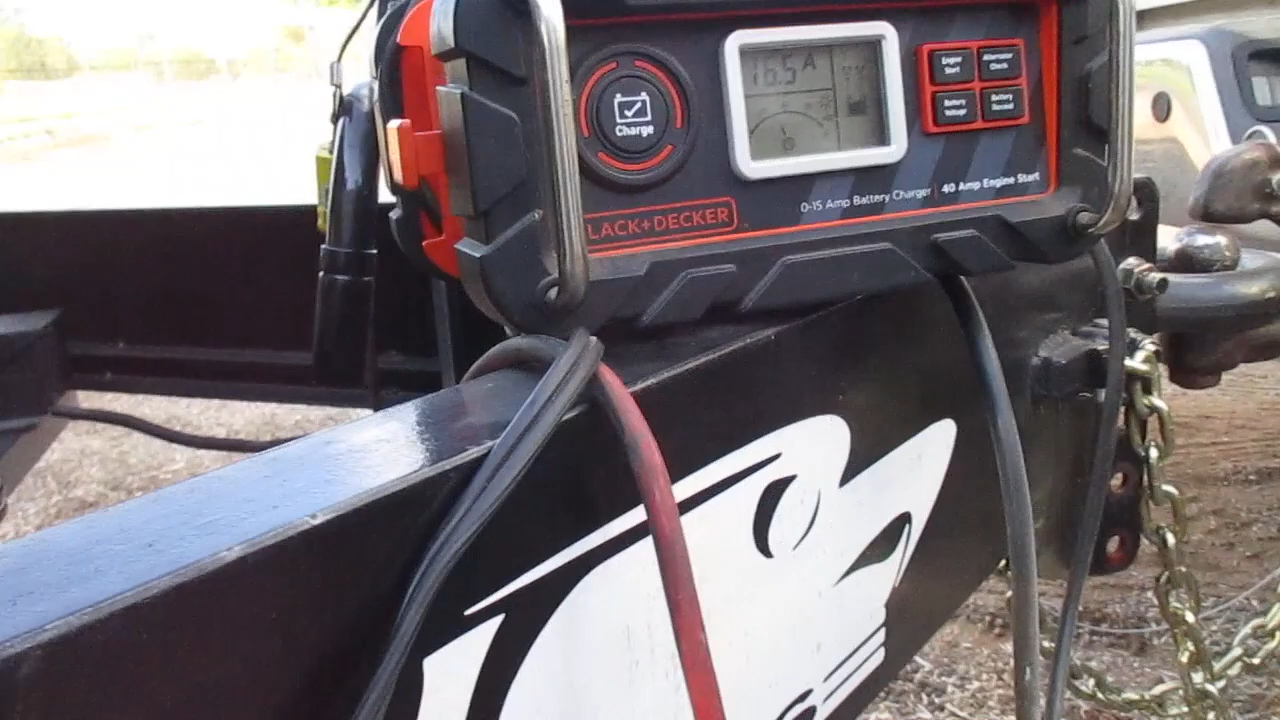 16.5 A
Engine
Start
Alternator
Check
Battery
Voltage
Battery
Recond
Charge
LACK+DECKER
0-15 Amp Battery Charger | 40 Amp Engine Start